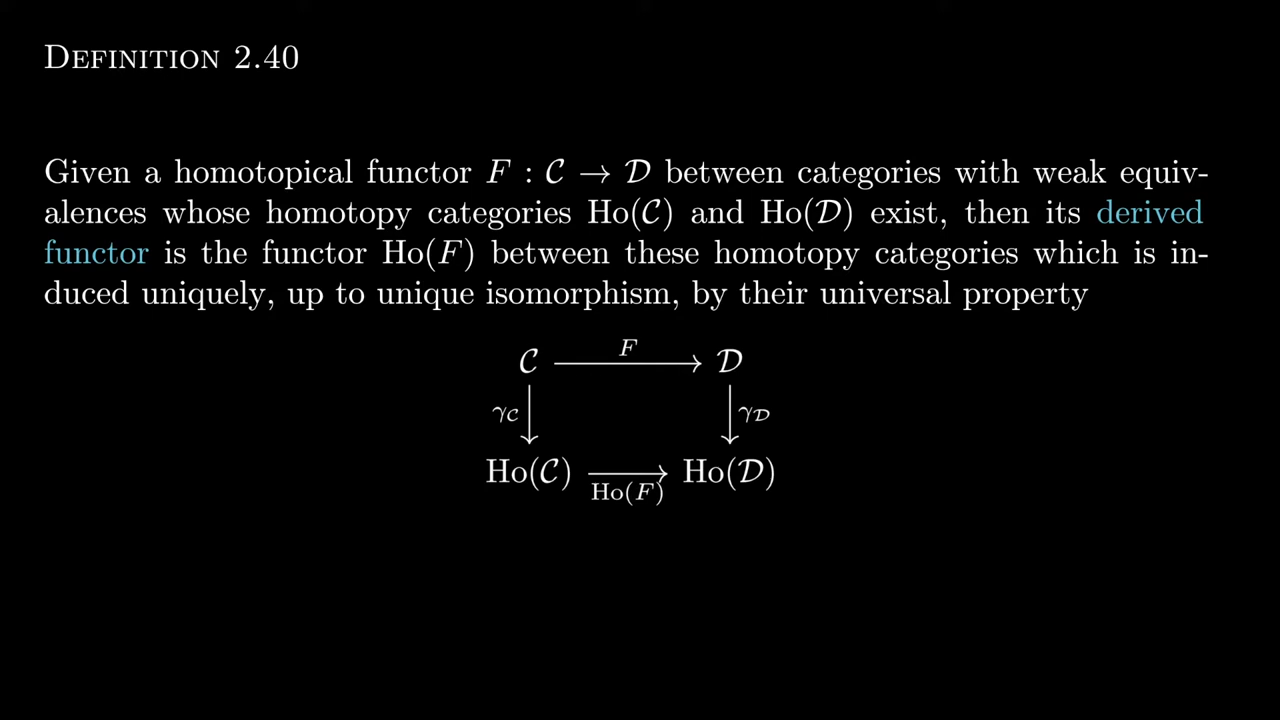 Definition 2.40
Given a homotopical functor F : 𝒞 → 𝒟 between categories with weak equiv-
alences whose homotopy categories Ho(𝒞) and Ho(𝒟) exist, then its derived
functor is the functor Ho(F) between these homotopy categories which is in-
duced uniquely, up to unique isomorphism, by their universal property
F
𝒞 → 𝒟
γ𝒞 γ𝒟
Ho(𝒞) → Ho(𝒟)
Ho(F)